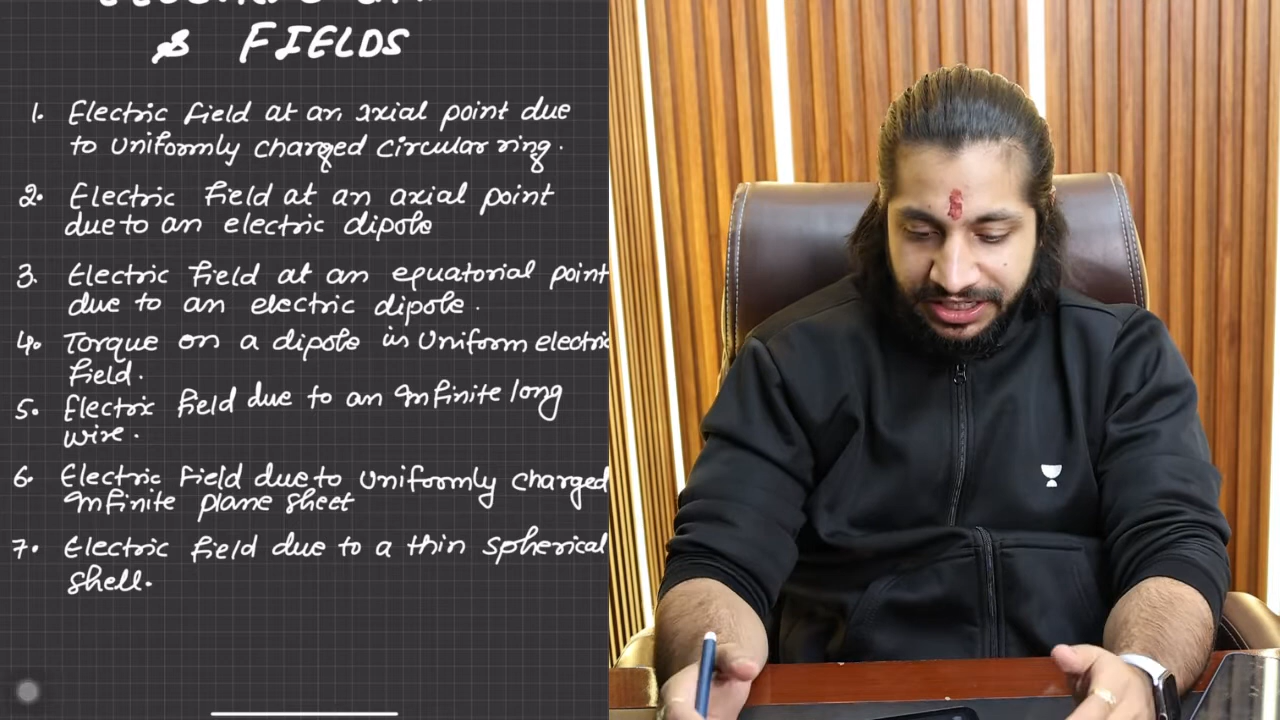 & FIELDS
1. Electric field at an axial point due
to Uniformly charged circular ring.
2. Electric field at an axial point
due to an electric dipole
3. Electric field at an equatorial point
due to an electric dipole.
4. Torque on a dipole in Uniform electric
field.
5. Electric field due to an Infinite long
wire.
6. Electric field due to Uniformly charged
Infinite plane sheet
7. Electric field due to a thin spherical
shell.